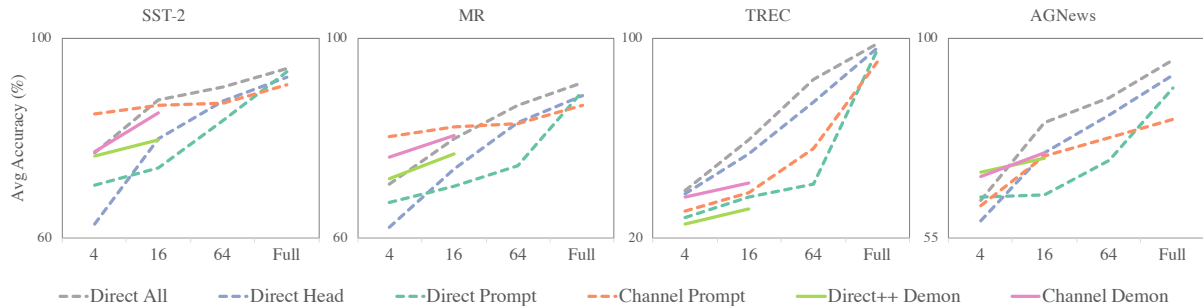 SST-2 MR TREC AGNews
100 100 100 100
Avg Accuracy (%)
60 60 20 55
4 16 64 Full 4 16 64 Full 4 16 64 Full 4 16 64 Full
Direct All Direct Head Direct Prompt Channel Prompt Direct++ Demon Channel Demon